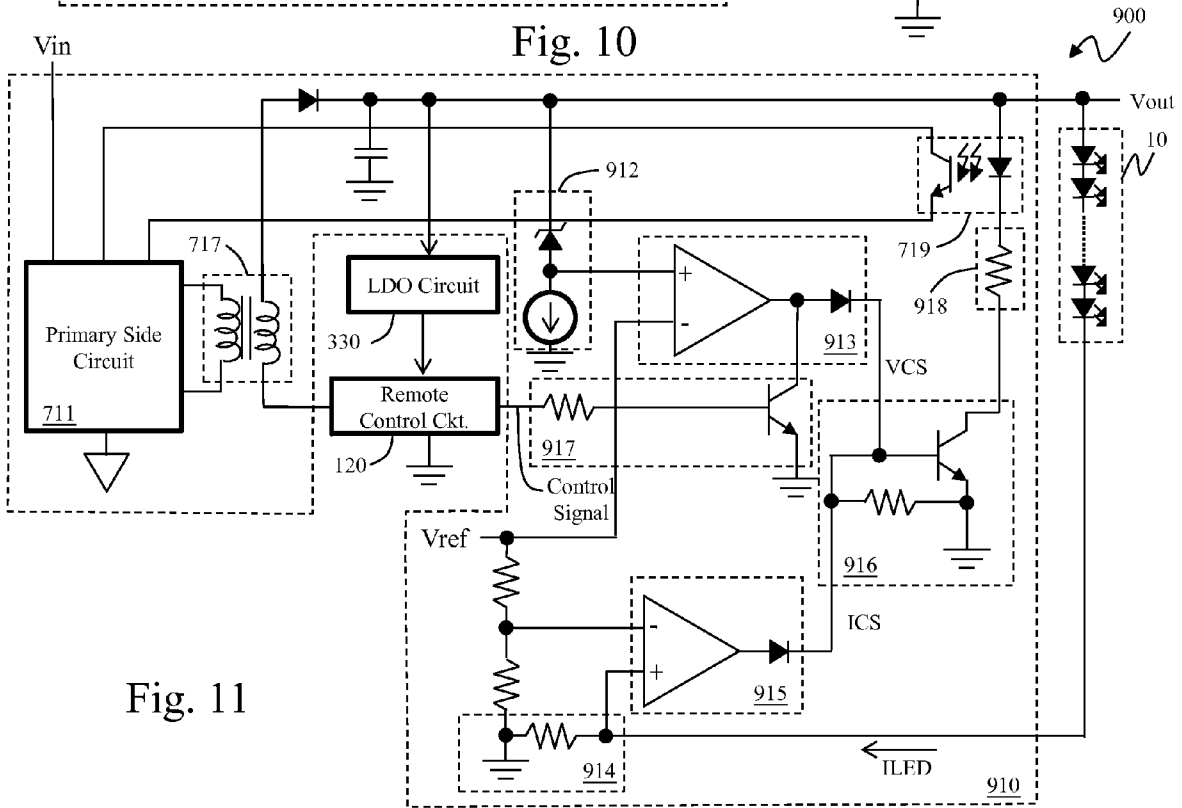 Fig. 10
900
Vin
Vout
10
912
717
719
LDO Circuit
918
+
Primary Side
Circuit
330
-
913
VCS
Remote
Control Ckt.
711
917
120
Control
Signal
Vref
916
-
ICS
+
915
Fig. 11
914
ILED
910